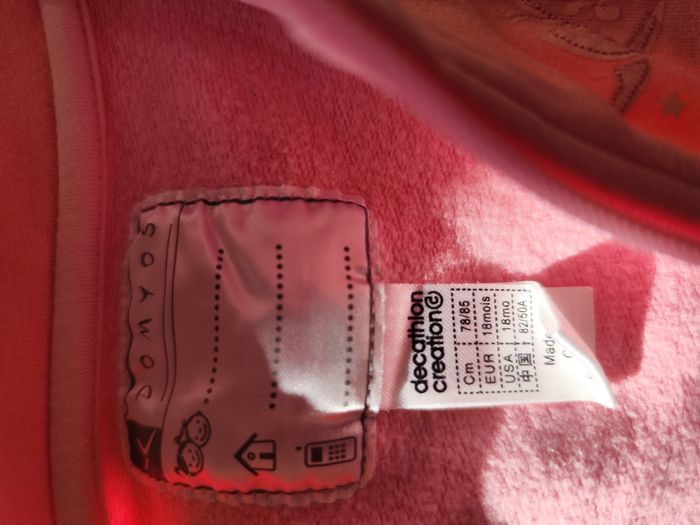 DOMYOS
decathlon
creation
Cm 78/85
EUR 18mois
USA 18mo
中国 82/50A
Made